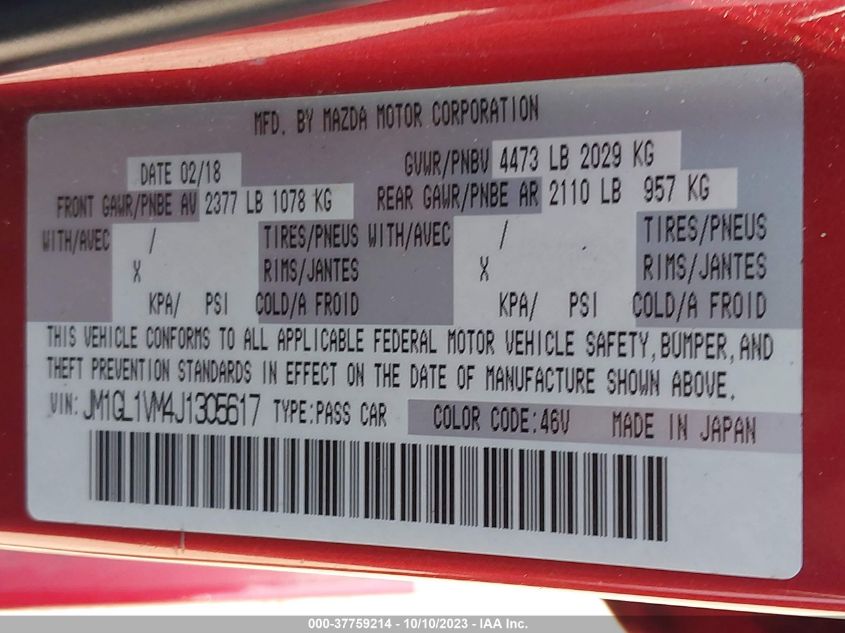 MFD. BY MAZDA MOTOR CORPORATION
DATE 02/18 GVWR/PNBV 4473 LB 2029 KG
FRONT GAWR/PNBE AV 2377 LB 1078 KG REAR GAWR/PNBE AR 2110 LB 957 KG
WITH/AVEC / TIRES/PNEUS WITH/AVEC / TIRES/PNEUS
X RIMS/JANTES X RIMS/JANTES
KPA/ PSI COLD/A FROID KPA/ PSI COLD/A FROID
THIS VEHICLE CONFORMS TO ALL APPLICABLE FEDERAL MOTOR VEHICLE SAFETY, BUMPER, AND
THEFT PREVENTION STANDARDS IN EFFECT ON THE DATE OF MANUFACTURE SHOWN ABOVE.
VIN: JM1GL1VM4J1305617 TYPE:PASS CAR COLOR CODE:46V MADE IN JAPAN
000-37759214 - 10/10/2023 - IAA Inc.